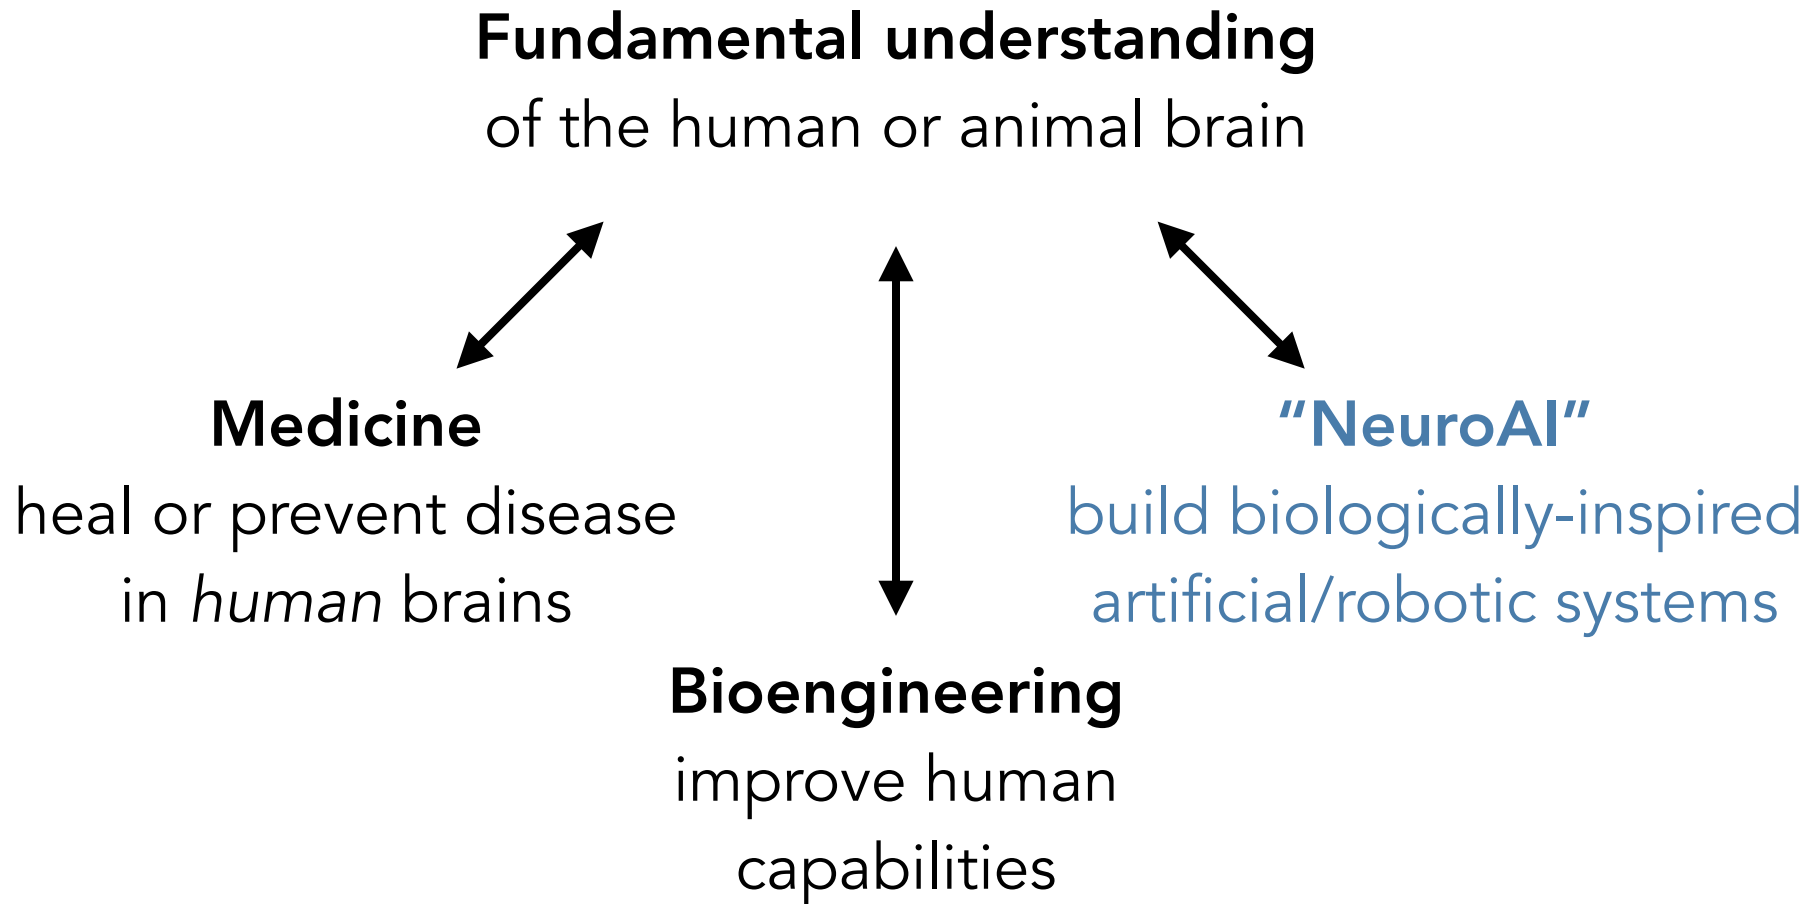 Fundamental understanding
of the human or animal brain
Medicine
heal or prevent disease
in human brains
“NeuroAI”
build biologically-inspired
artificial/robotic systems
Bioengineering
improve human
capabilities